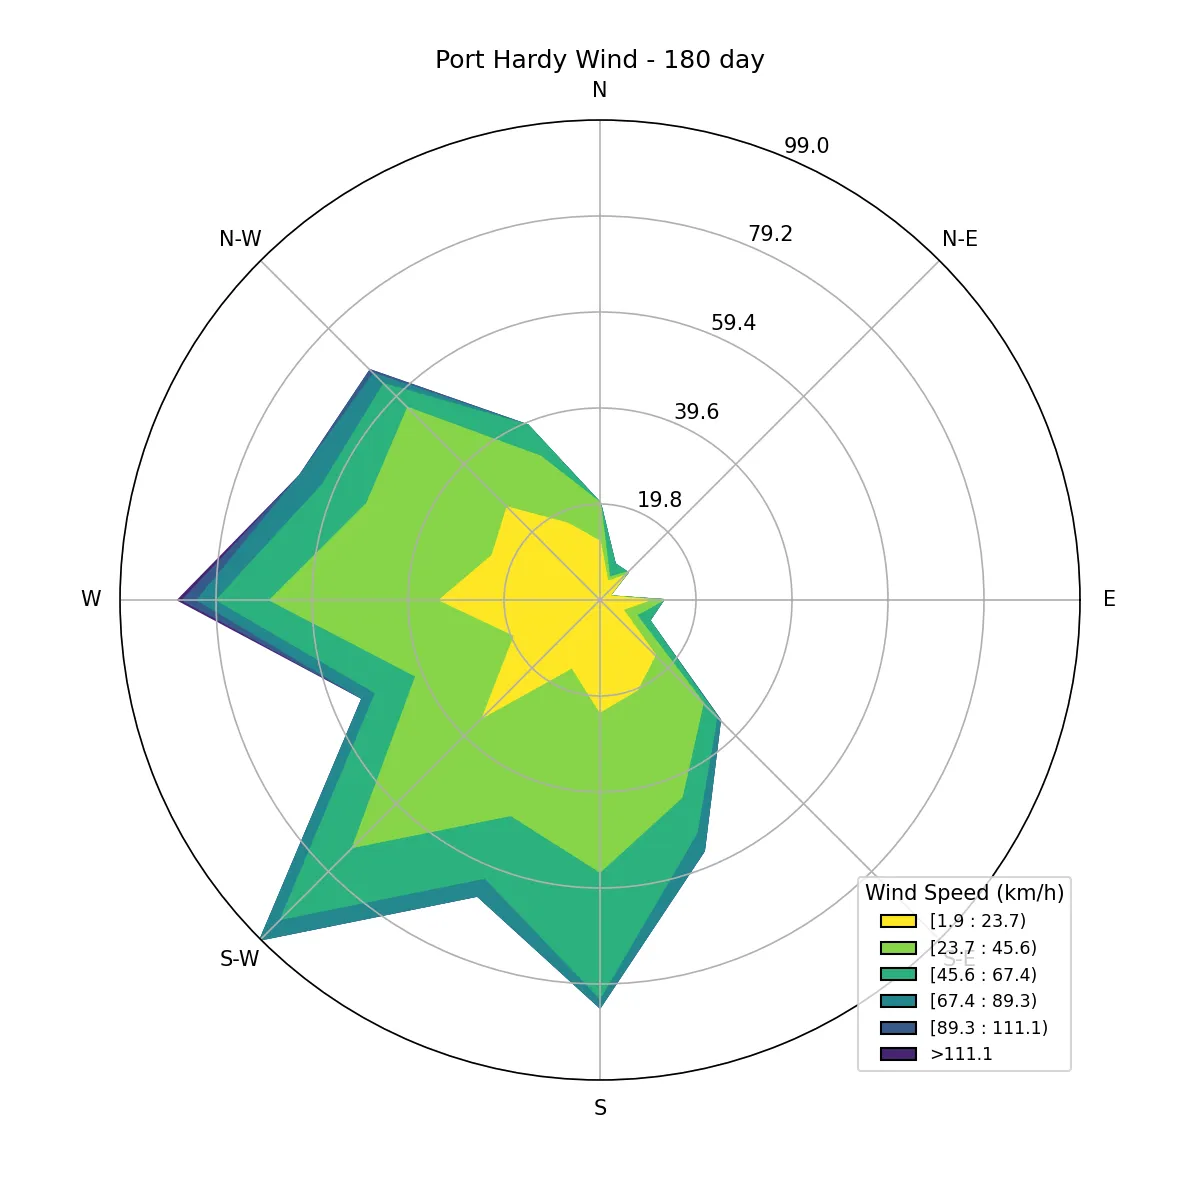 Port Hardy Wind - 180 day
N
99.0
79.2
N-W
N-E
59.4
39.6
19.8
W
E
Wind Speed (km/h)
[1.9 : 23.7)
[23.7 : 45.6)
S-W
S-E
[45.6 : 67.4)
[67.4 : 89.3)
[89.3 : 111.1)
>111.1
S